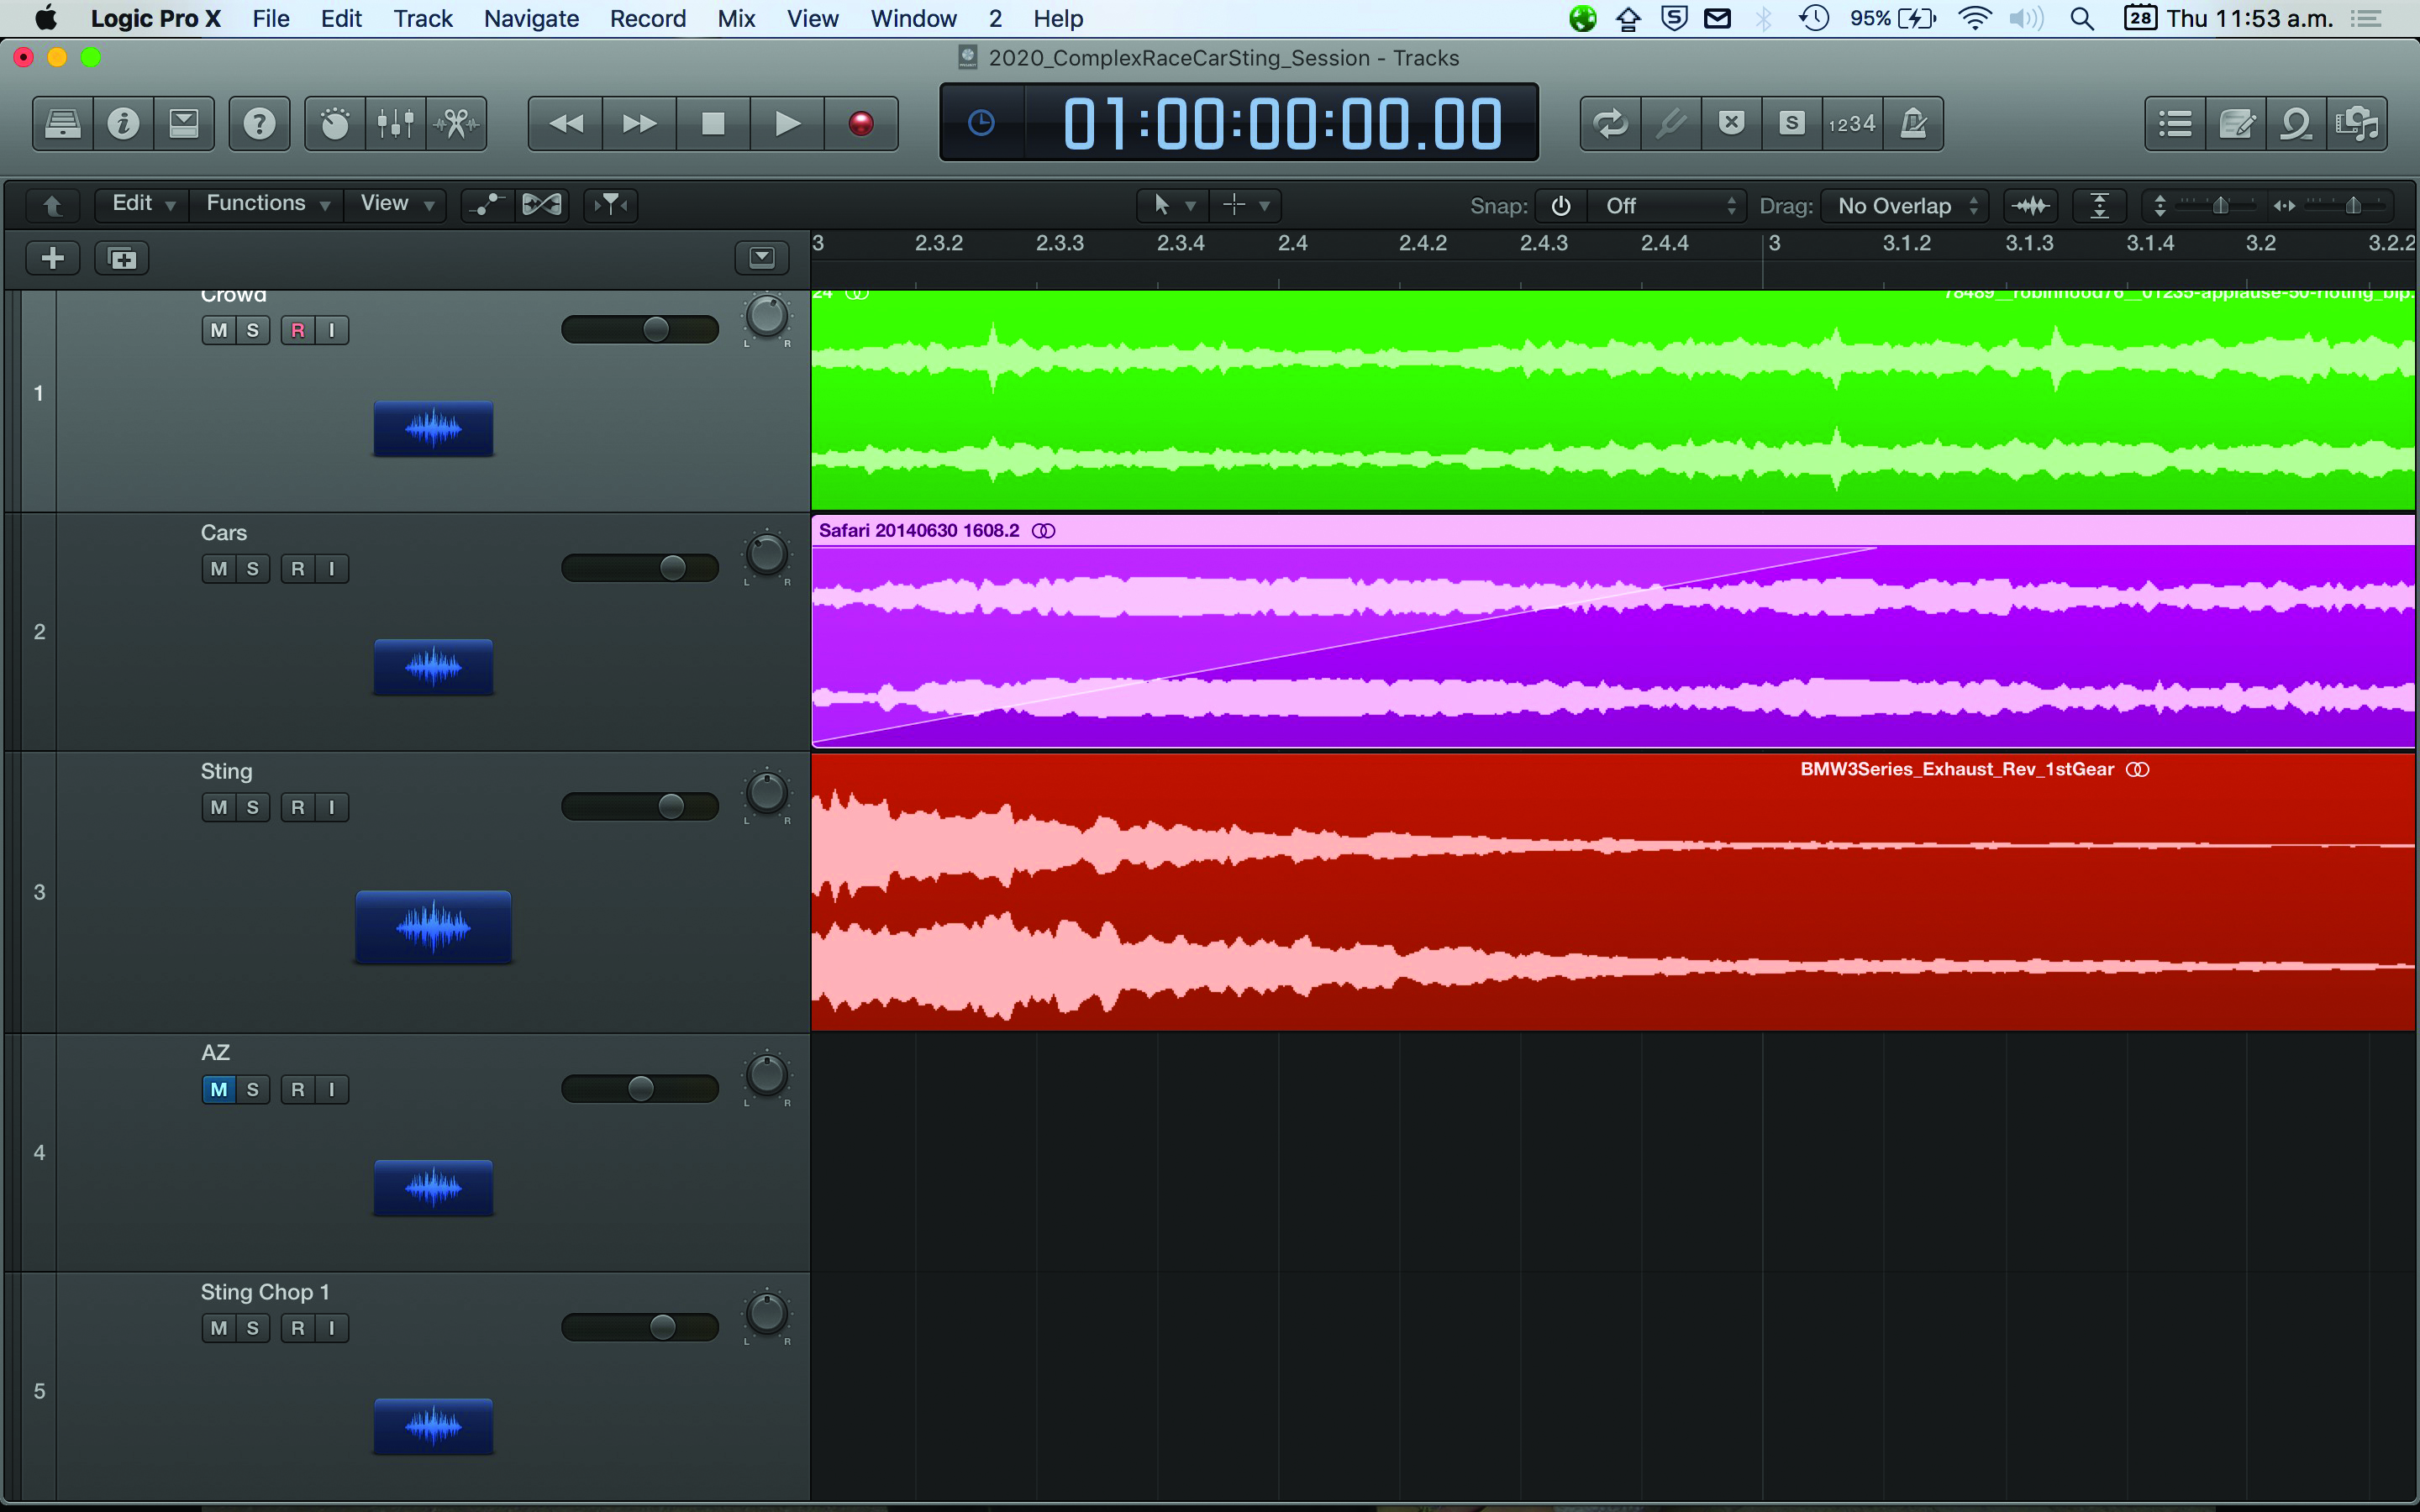 Logic Pro X File Edit Track Navigate Record Mix View Window 2 Help 95% 28 Thu 11:53 a.m.
2020_ComplexRaceCarSting_Session - Tracks
01:00:00:00.00
1234
Edit Functions View Snap: Off Drag: No Overlap
3 2.3.2 2.3.3 2.3.4 2.4 2.4.2 2.4.3 2.4.4 3 3.1.2 3.1.3 3.1.4 3.2 3.2.2
Crowd
24 78489__robinhood76__01235-applause-50-rioting_bip.
M S R I
L R
1
Cars
Safari 20140630 1608.2
M S R I
L R
2
Sting
BMW3Series_Exhaust_Rev_1stGear
M S R I
L R
3
AZ
M S R I
L R
4
Sting Chop 1
M S R I
L R
5